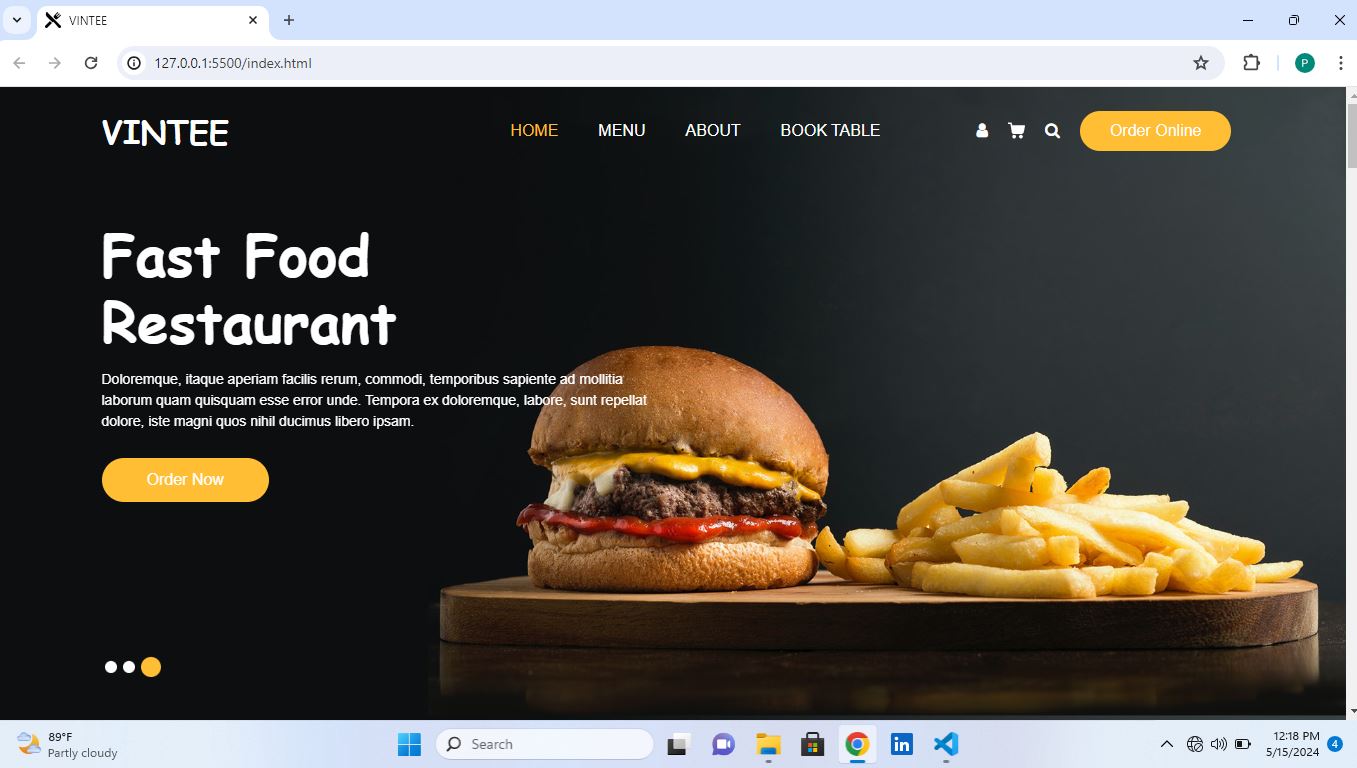 VINTEE
127.0.0.1:5500/index.html
P
VINTEE
HOME
MENU
ABOUT
BOOK TABLE
Order Online
Fast Food
Restaurant
Doloremque, itaque aperiam facilis rerum, commodi, temporibus sapiente ad mollitia
laborum quam quisquam esse error unde. Tempora ex doloremque, labore, sunt repellat
dolore, iste magni quos nihil ducimus libero ipsam.
Order Now
89°F
Partly cloudy
Search
in
12:18 PM
5/15/2024
4